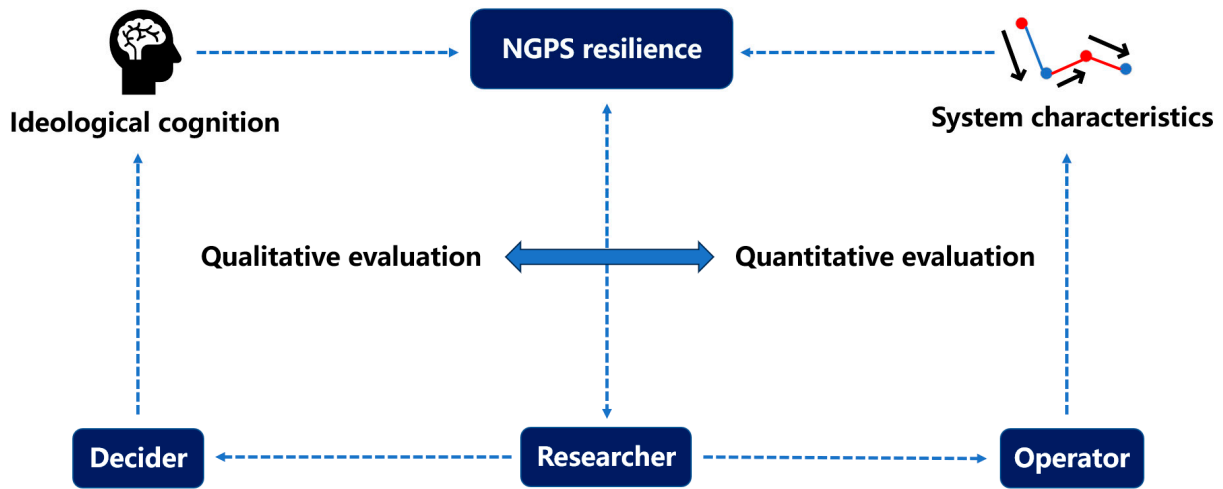 NGPS resilience
Ideological cognition
System characteristics
Qualitative evaluation
Quantitative evaluation
Decider
Researcher
Operator